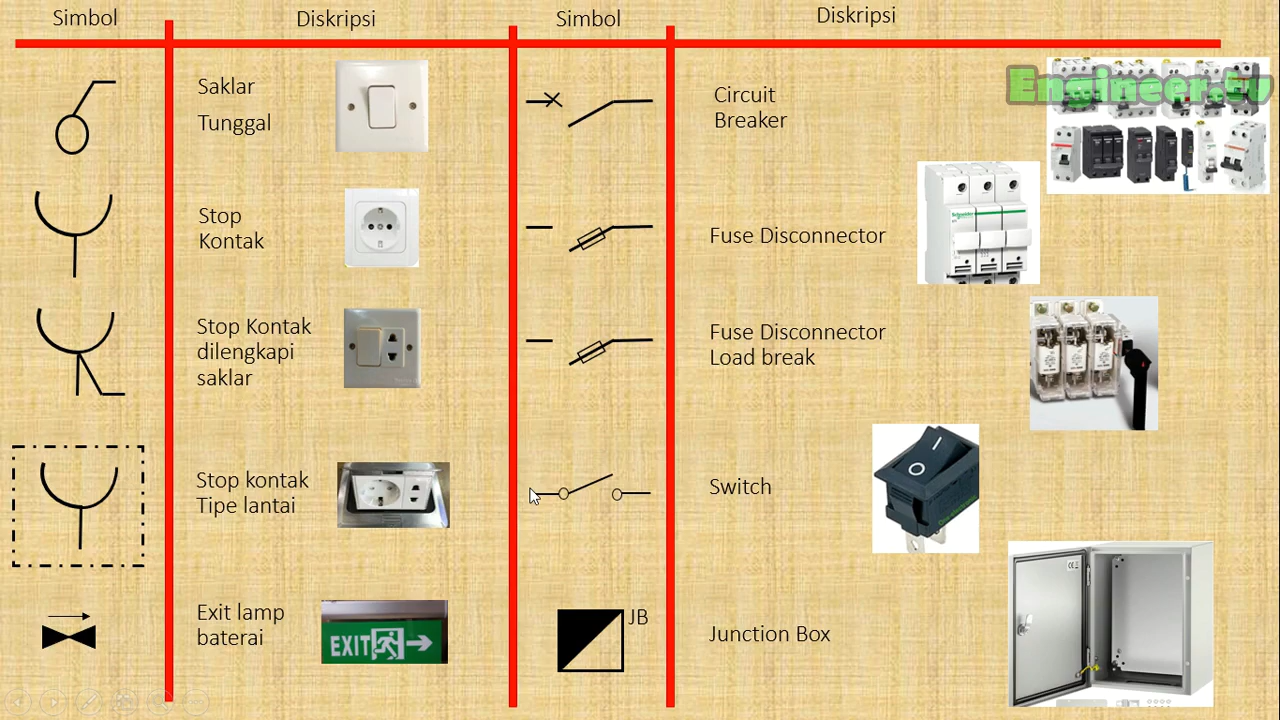 Simbol
Diskripsi
Simbol
Diskripsi
Saklar
Tunggal
Circuit
Breaker
Engineer.tv
Stop
Kontak
Fuse Disconnector
Schneider
Stop Kontak
dilengkapi
saklar
Fuse Disconnector
Load break
Stop kontak
Tipe lantai
Switch
Exit lamp
baterai
EXIT
JB
Junction Box